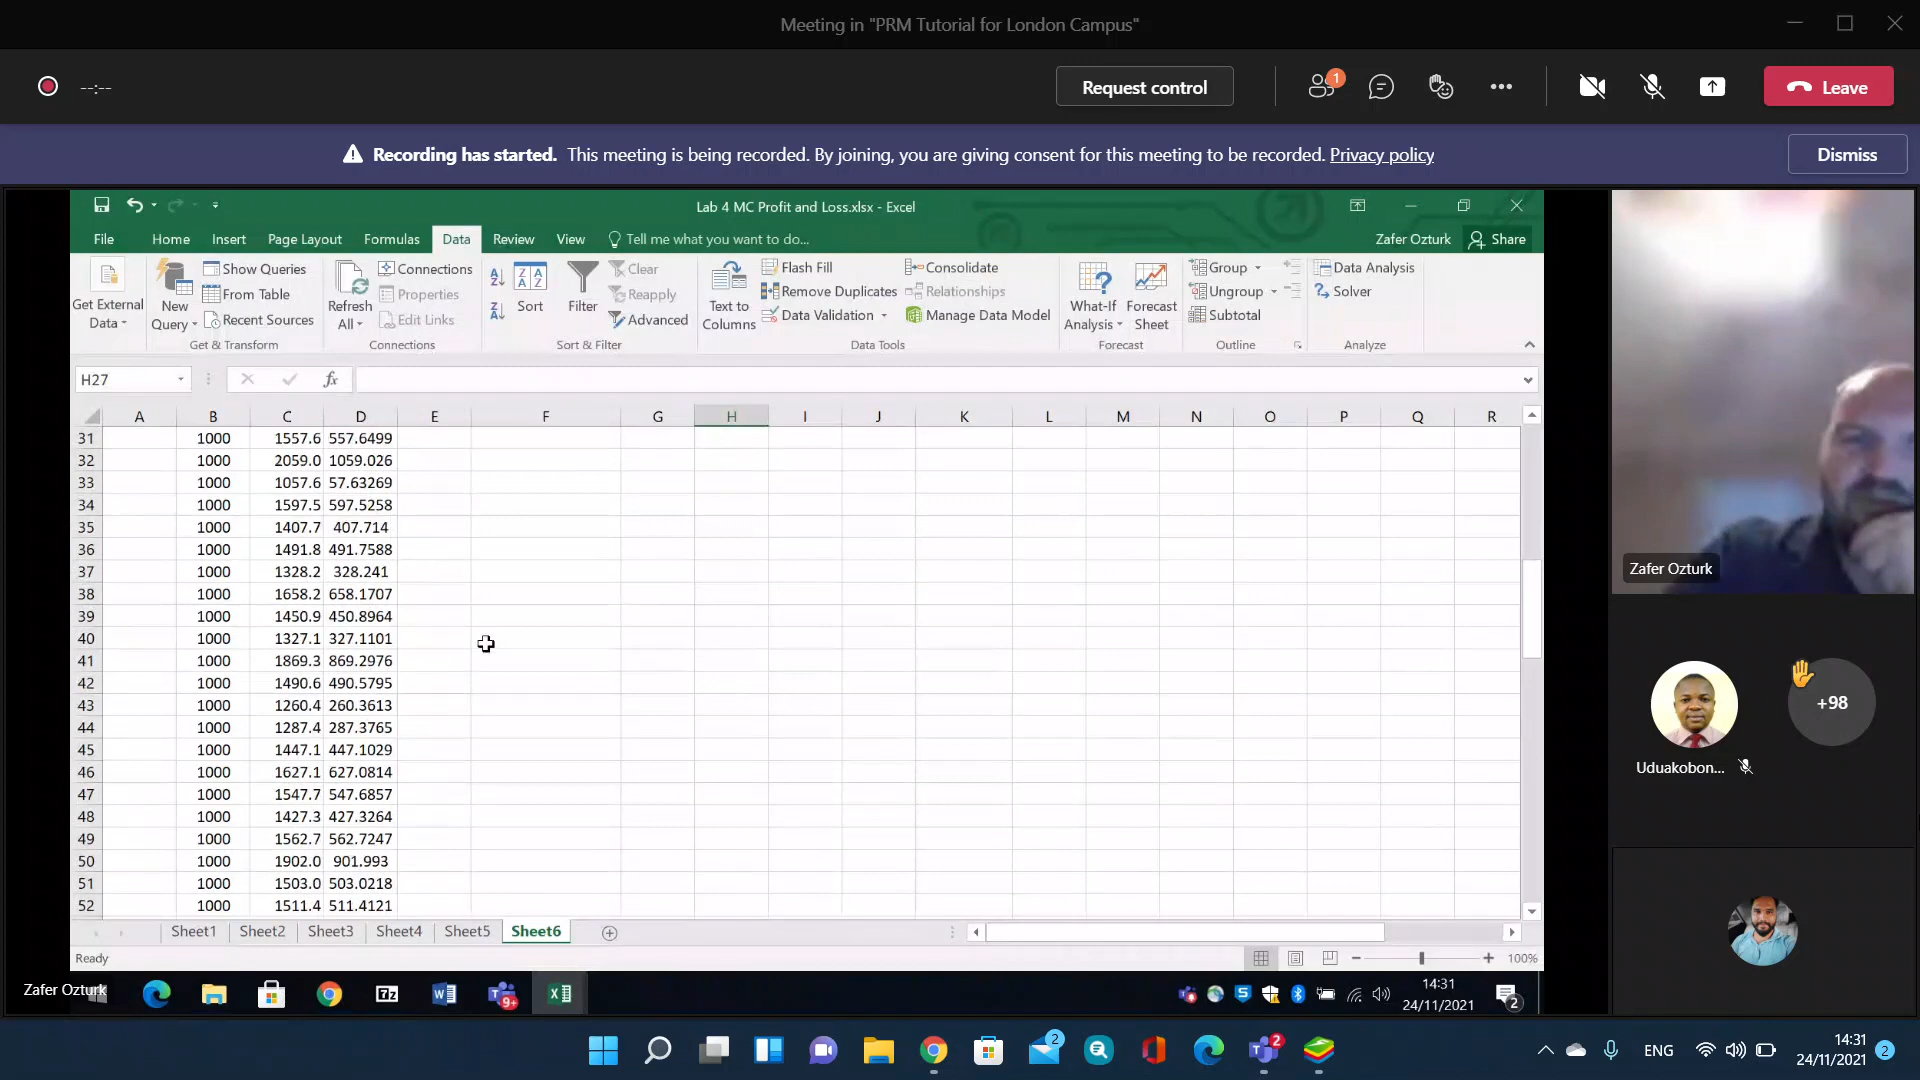 Meeting in "PRM Tutorial for London Campus"
--:--
Request control
1
Leave
Recording has started. This meeting is being recorded. By joining, you are giving consent for this meeting to be recorded. Privacy policy
Dismiss
Lab 4 MC Profit and Loss.xlsx - Excel
File Home Insert Page Layout Formulas Data Review View Tell me what you want to do... Zafer Ozturk Share
Get External Data
New Query
Show Queries
From Table
Recent Sources
Get & Transform
Refresh All
Connections
Properties
Edit Links
Connections
Sort
Filter
Clear
Reapply
Advanced
Sort & Filter
Text to Columns
Flash Fill
Remove Duplicates
Data Validation
Consolidate
Relationships
Manage Data Model
Data Tools
What-If Analysis
Forecast Sheet
Forecast
Group
Ungroup
Subtotal
Outline
Data Analysis
Solver
Analyze
H27
fx
A B C D E F G H I J K L M N O P Q R
31 1000 1557.6 557.6499
32 1000 2059.0 1059.026
33 1000 1057.6 57.63269
34 1000 1597.5 597.5258
35 1000 1407.7 407.714
36 1000 1491.8 491.7588
37 1000 1328.2 328.241
38 1000 1658.2 658.1707
39 1000 1450.9 450.8964
40 1000 1327.1 327.1101
41 1000 1869.3 869.2976
42 1000 1490.6 490.5795
43 1000 1260.4 260.3613
44 1000 1287.4 287.3765
45 1000 1447.1 447.1029
46 1000 1627.1 627.0814
47 1000 1547.7 547.6857
48 1000 1427.3 427.3264
49 1000 1562.7 562.7247
50 1000 1902.0 901.993
51 1000 1503.0 503.0218
52 1000 1511.4 511.4121
Sheet1 Sheet2 Sheet3 Sheet4 Sheet5 Sheet6
Ready
100%
Zafer Ozturk
Uduakobon...
+98
Zafer Ozturk
7z
9+
14:31
24/11/2021
2
2
2
ENG
14:31
24/11/2021
2